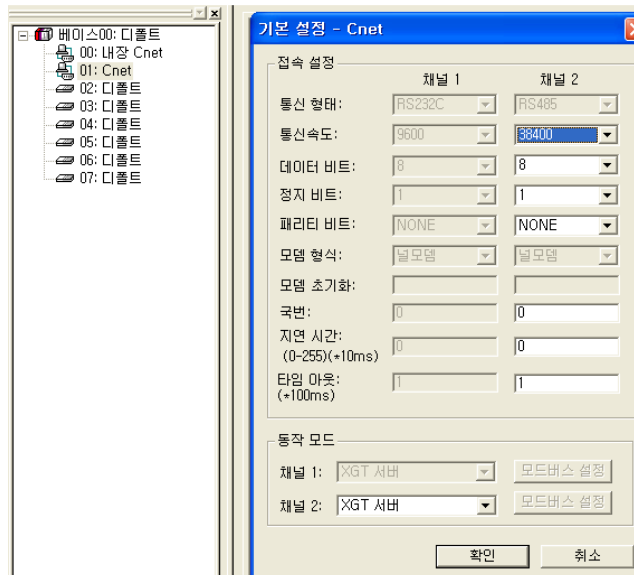 베이스00: 디폴트
00: 내장 Cnet
01: Cnet
02: 디폴트
03: 디폴트
04: 디폴트
05: 디폴트
06: 디폴트
07: 디폴트
기본 설정 - Cnet
접속 설정
채널 1 채널 2
통신 형태: RS232C RS485
통신속도: 9600 38400
데이터 비트: 8 8
정지 비트: 1 1
패리티 비트: NONE NONE
모뎀 형식: 널모뎀 널모뎀
모뎀 초기화:
국번: 0 0
지연 시간:
(0-255)(*10ms) 0 0
타임 아웃: 1 1
(*100ms)
동작 모드
채널 1: XGT 서버 모드버스 설정
채널 2: XGT 서버 모드버스 설정
확인 취소